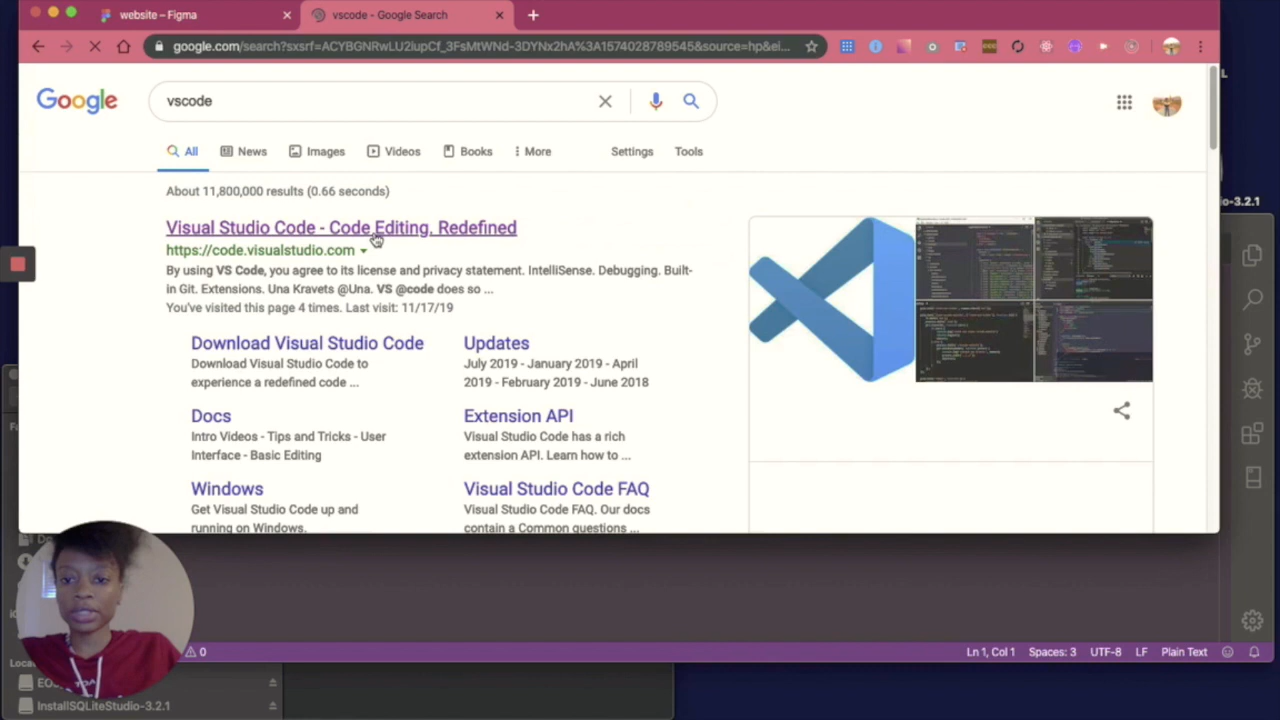 website – Figma
vscode - Google Search
google.com/search?sxsrf=ACYBGNRwLU2iupCf_3FsMtWNd-3DYNx2hA%3A1574028789545&source=hp&ei...
Google
vscode
All
News
Images
Videos
Books
More
Settings
Tools
About 11,800,000 results (0.66 seconds)
Visual Studio Code - Code Editing. Redefined
https://code.visualstudio.com
By using VS Code, you agree to its license and privacy statement. IntelliSense. Debugging. Built-
in Git. Extensions. Una Kravets @Una. VS @code does so ...
You've visited this page 4 times. Last visit: 11/17/19
Download Visual Studio Code
Download Visual Studio Code to
experience a redefined code ...
Updates
July 2019 - January 2019 - April
2019 - February 2019 - June 2018
Docs
Intro Videos - Tips and Tricks - User
Interface - Basic Editing
Extension API
Visual Studio Code has a rich
extension API. Learn how to ...
Windows
Get Visual Studio Code up and
running on Windows.
Visual Studio Code FAQ
Visual Studio Code FAQ. Our docs
contain a Common questions ...
io-3.2.1
0
Ln 1, Col 1
Spaces: 3
UTF-8
LF
Plain Text
InstallSQLiteStudio-3.2.1